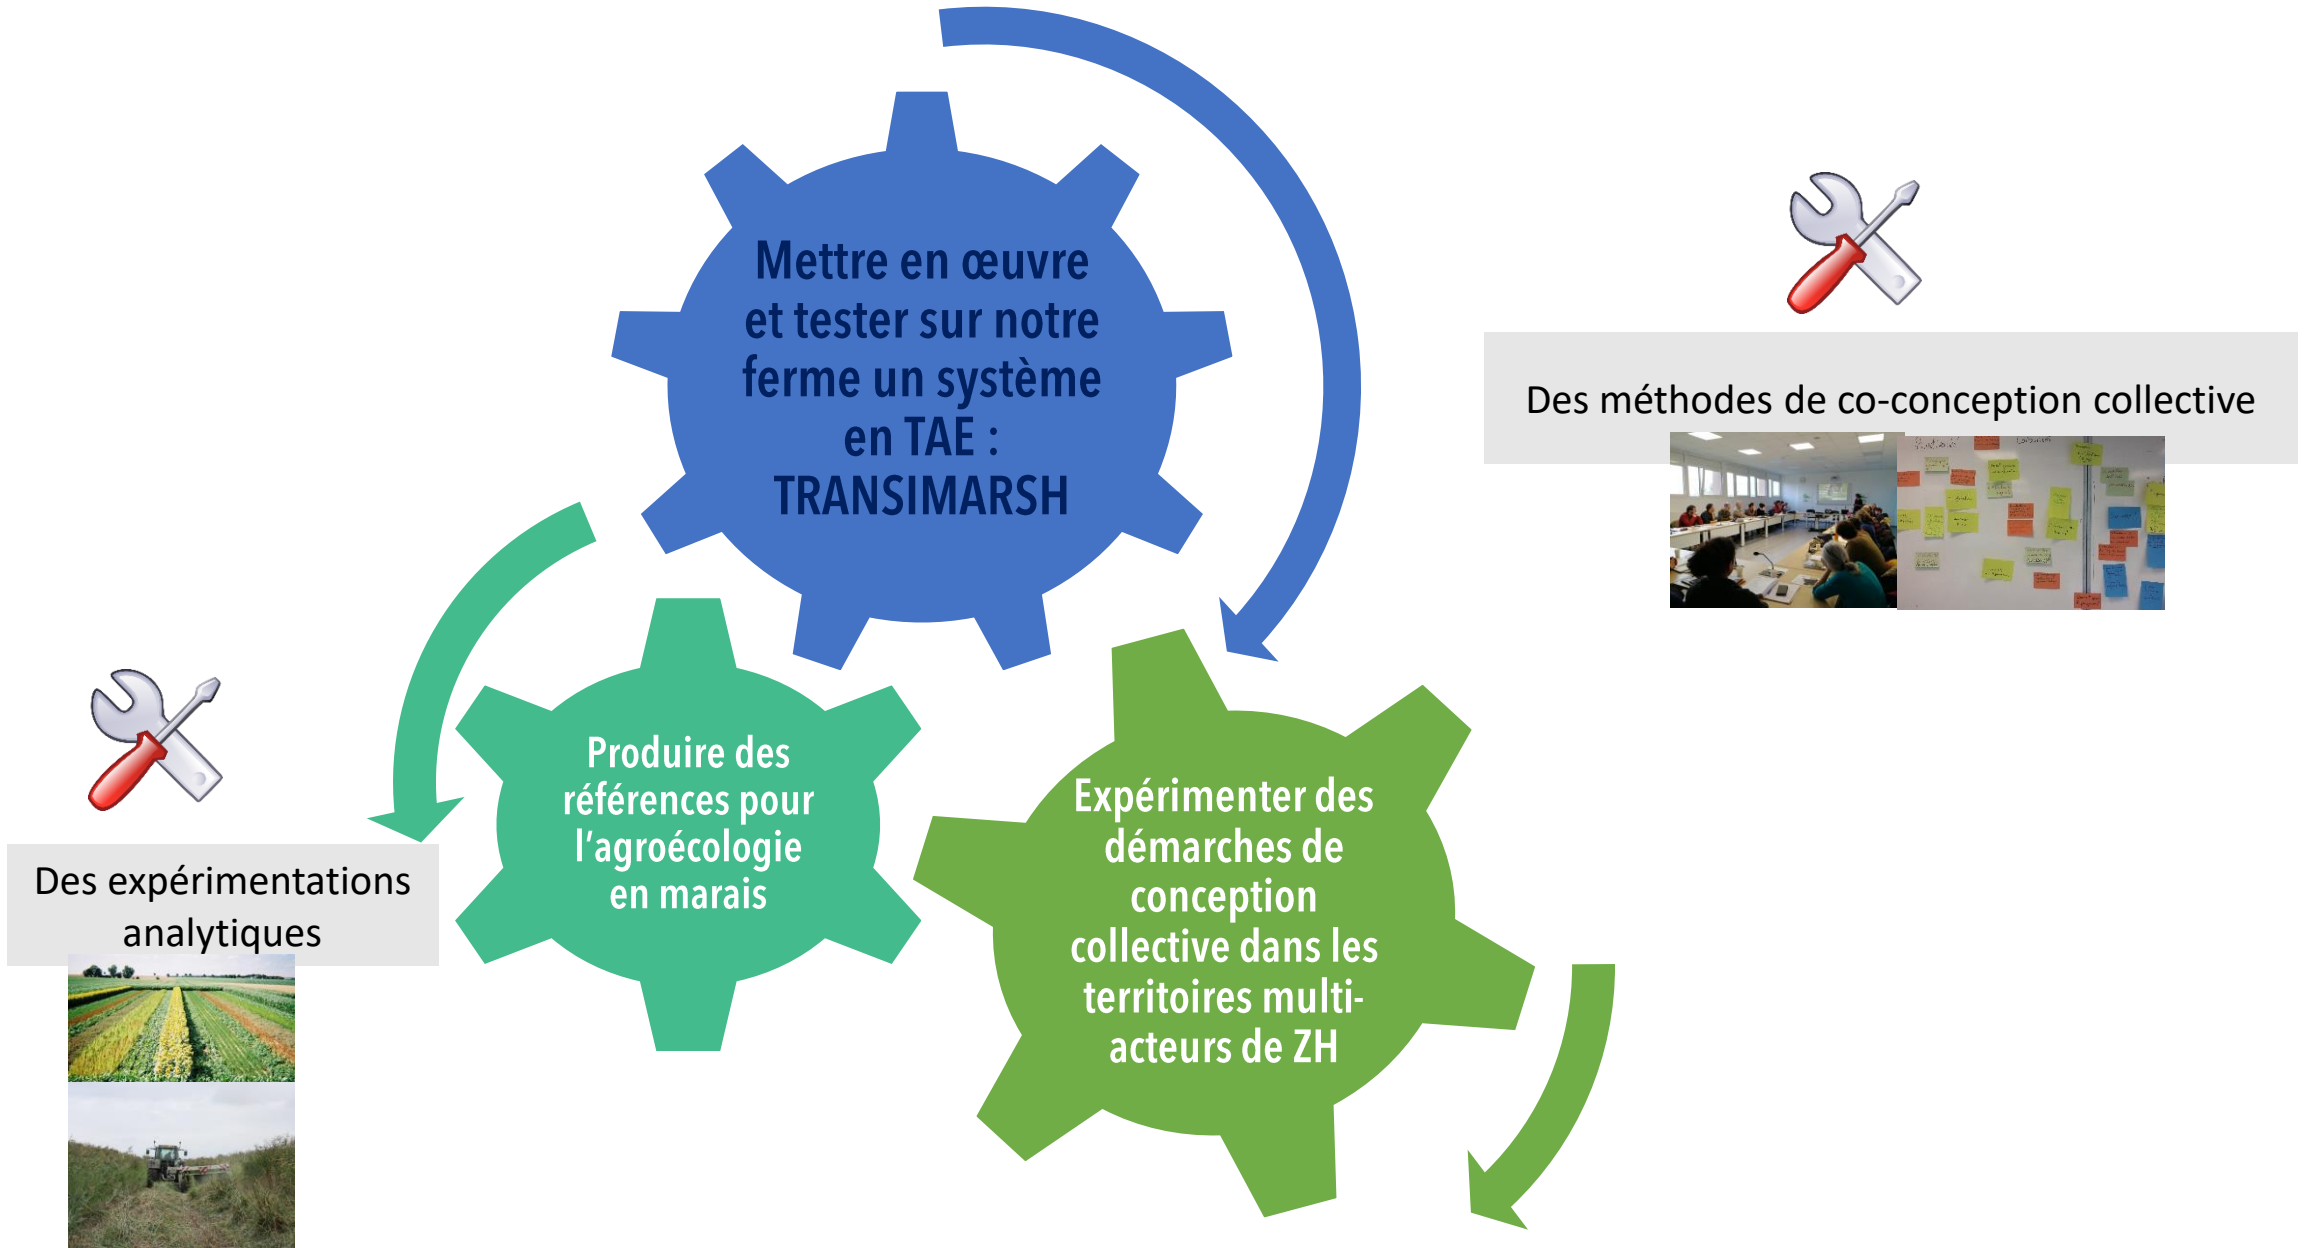 Mettre en œuvre
et tester sur notre
ferme un système
en TAE :
TRANSIMARSH
Des méthodes de co-conception collective
Produire des
références pour
l'agroécologie
en marais
Des expérimentations
analytiques
Expérimenter des
démarches de
conception
collective dans les
territoires multi-
acteurs de ZH